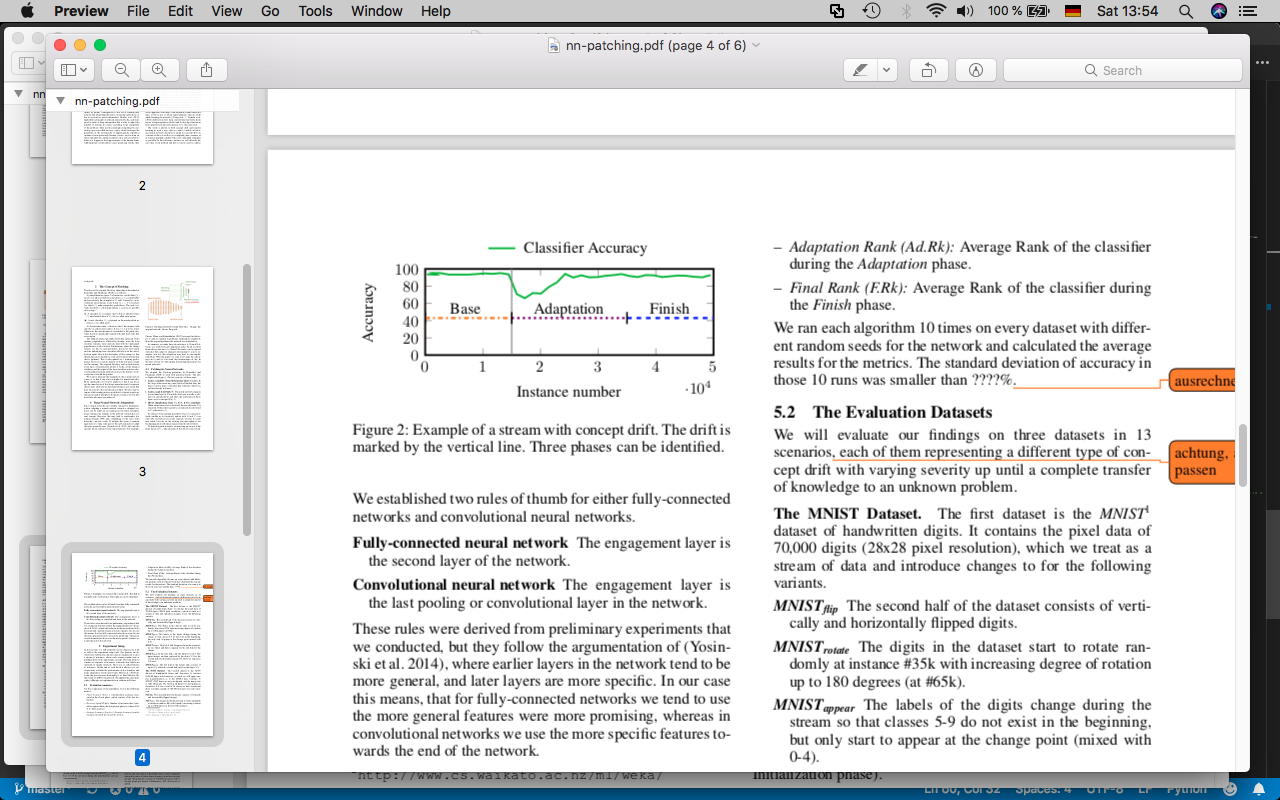 Preview File Edit View Go Tools Window Help 100 % Sat 13:54
nn-patching.pdf (page 4 of 6)
Search
nn
nn-patching.pdf
2
3
4
Classifier Accuracy
100
80
60
40
20
0
Accuracy
Base Adaptation Finish
0 1 2 3 4 5
Instance number
·10⁴
Figure 2: Example of a stream with concept drift. The drift is
marked by the vertical line. Three phases can be identified.
We established two rules of thumb for either fully-connected
networks and convolutional neural networks.
Fully-connected neural network The engagement layer is
the second layer of the network.
Convolutional neural network The engagement layer is
the last pooling or convolutional layer in the network.
These rules were derived from preliminary experiments that
we conducted, but they follow the argumentation of (Yosin-
ski et al. 2014), where earlier layers in the network tend to be
more general, and later layers are more specific. In our case
this means, that for fully-connected networks we tend to use
the more general features were more promising, whereas in
convolutional networks we use the more specific features to-
wards the end of the network.
– Adaptation Rank (Ad.Rk): Average Rank of the classifier
during the Adaptation phase.
– Final Rank (F.Rk): Average Rank of the classifier during
the Finish phase.
We ran each algorithm 10 times on every dataset with differ-
ent random seeds for the network and calculated the average
results for the metrics. The standard deviation of accuracy in
those 10 runs was smaller than ????%.
ausrechne
5.2 The Evaluation Datasets
We will evaluate our findings on three datasets in 13
scenarios, each of them representing a different type of con-
cept drift with varying severity up until a complete transfer
of knowledge to an unknown problem.
achtung,
passen
The MNIST Dataset. The first dataset is the MNIST¹
dataset of handwritten digits. It contains the pixel data of
70,000 digits (28x28 pixel resolution), which we treat as a
stream of data and introduce changes to for the following
variants.
MNISTflip The second half of the dataset consists of verti-
cally and horizontally flipped digits.
MNISTrotate The digits in the dataset start to rotate ran-
domly at instance #35k with increasing degree of rotation
up to 180 degrees (at #65k).
MNISTappear The labels of the digits change during the
stream so that classes 5-9 do not exist in the beginning,
but only start to appear at the change point (mixed with
0-4).
http://www.cs.waikato.ac.nz/ml/weka/
initialization phase).
master 0 0 Ln 60, Col 32 Spaces: 4 UTF-8 LF Python